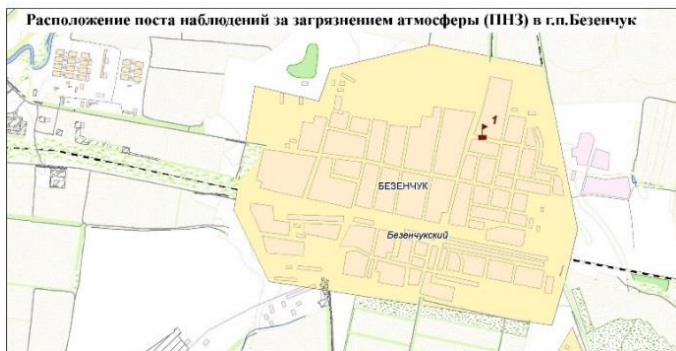 Расположение поста наблюдений за загрязнением атмосферы (ПНЗ) в г.п.Безенчук
1
БЕЗЕНЧУК
Безенчукский